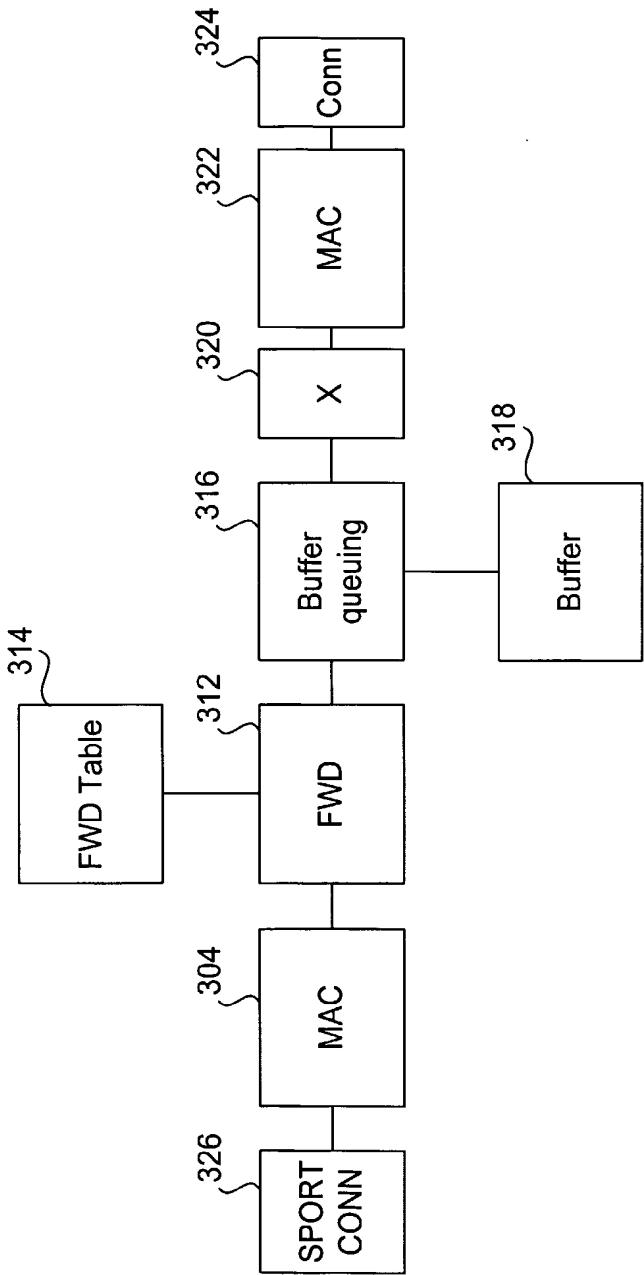 314
FWD Table
326
SPORT
CONN
304
MAC
312
FWD
316
Buffer
queuing
320
X
322
MAC
324
Conn
318
Buffer